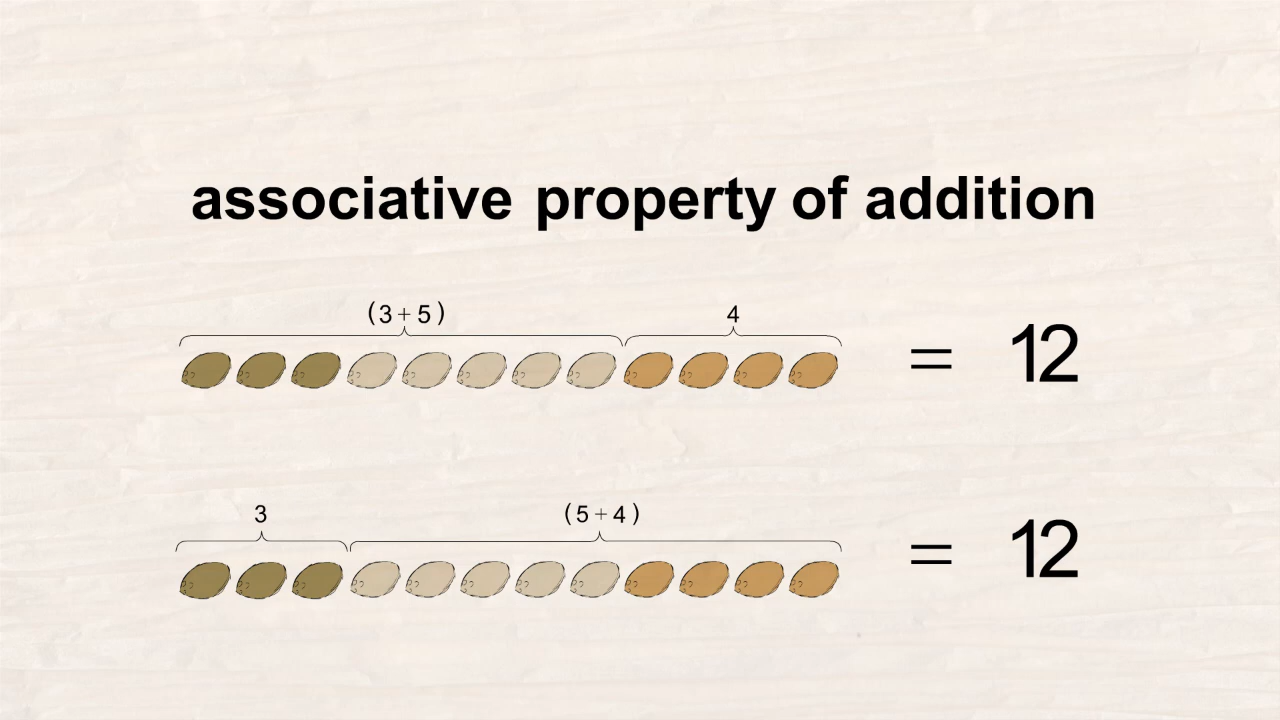 associative property of addition
(3 + 5) 4
= 12
3 (5 + 4)
= 12